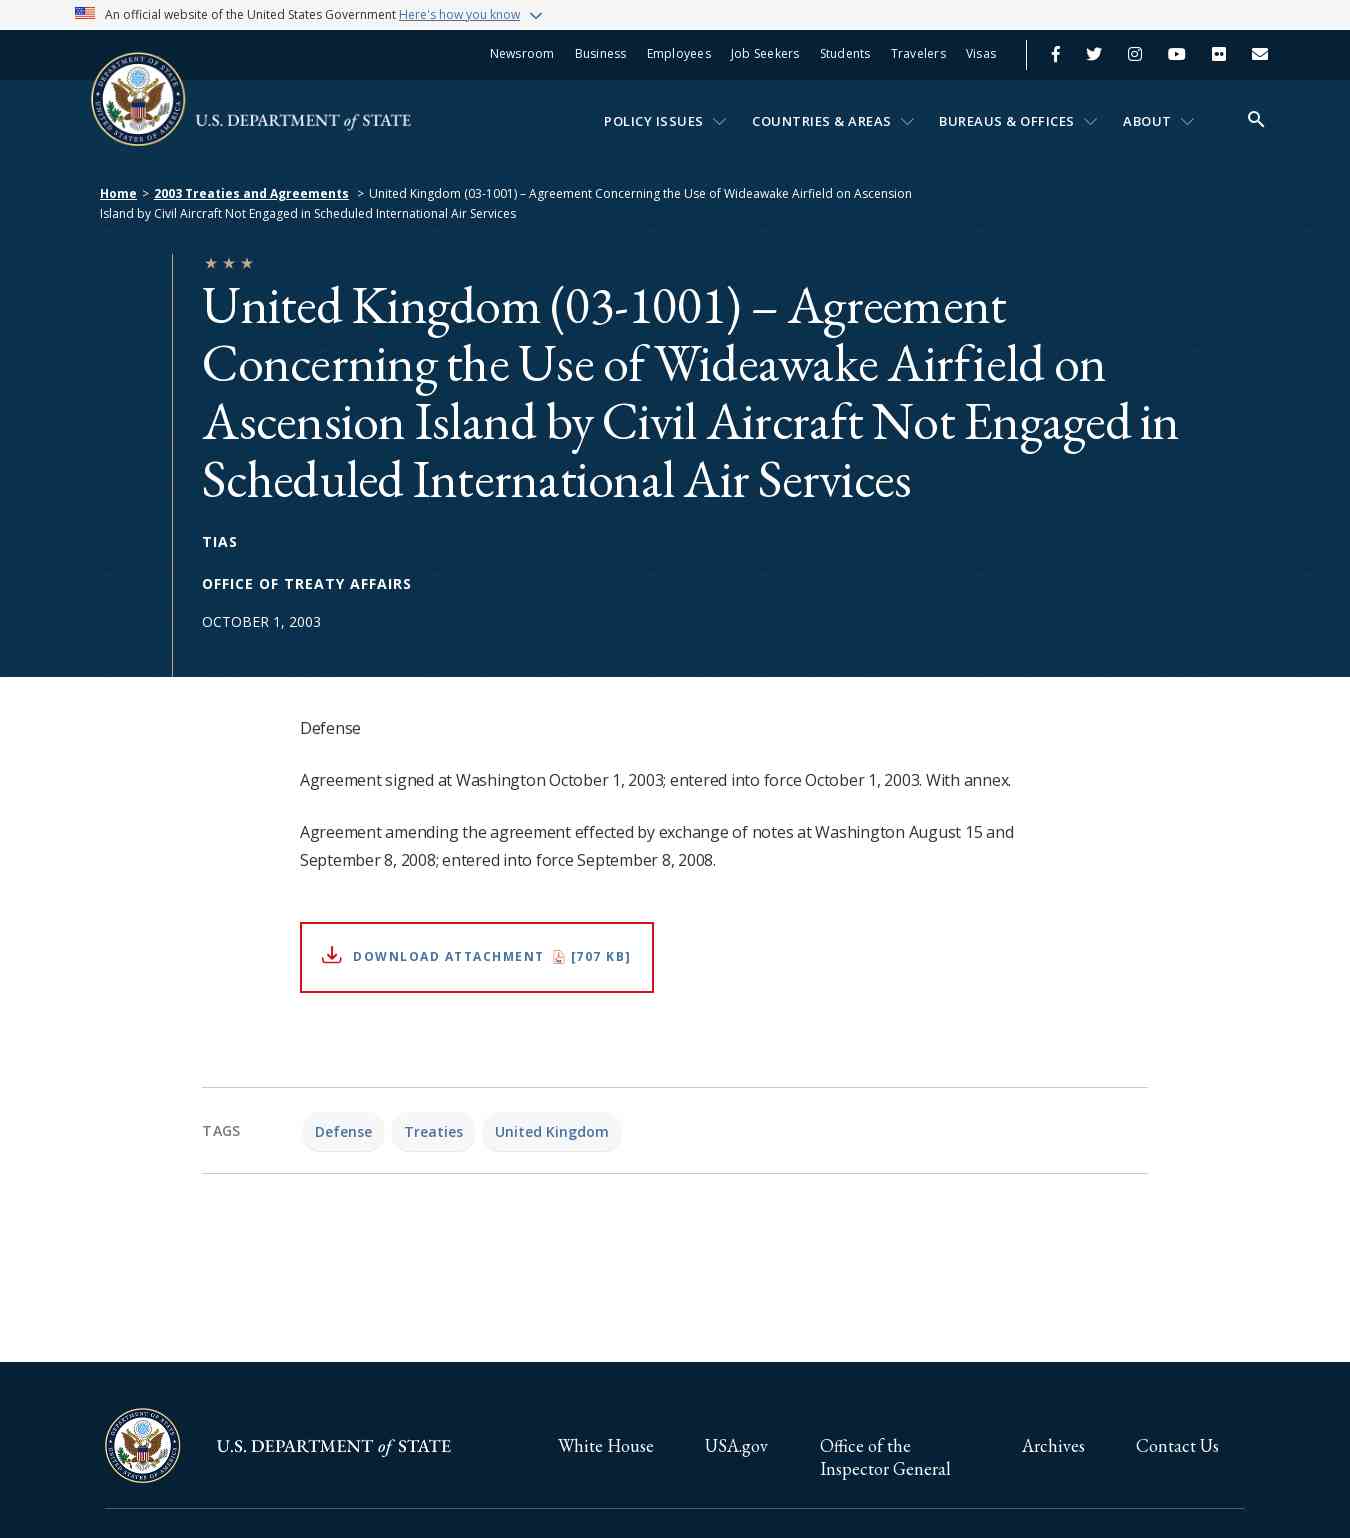 An official website of the United States Government Here's how you know
Newsroom Business Employees Job Seekers Students Travelers Visas
U.S. DEPARTMENT of STATE
POLICY ISSUES COUNTRIES & AREAS BUREAUS & OFFICES ABOUT
Home > 2003 Treaties and Agreements > United Kingdom (03-1001) – Agreement Concerning the Use of Wideawake Airfield on Ascension
Island by Civil Aircraft Not Engaged in Scheduled International Air Services
United Kingdom (03-1001) – Agreement
Concerning the Use of Wideawake Airfield on
Ascension Island by Civil Aircraft Not Engaged in
Scheduled International Air Services
TIAS
OFFICE OF TREATY AFFAIRS
OCTOBER 1, 2003
Defense
Agreement signed at Washington October 1, 2003; entered into force October 1, 2003. With annex.
Agreement amending the agreement effected by exchange of notes at Washington August 15 and
September 8, 2008; entered into force September 8, 2008.
DOWNLOAD ATTACHMENT [707 KB]
TAGS Defense Treaties United Kingdom
DEPARTMENT OF STATE
UNITED STATES OF AMERICA
U.S. DEPARTMENT of STATE
White House USA.gov Office of the Archives Contact Us
Inspector General